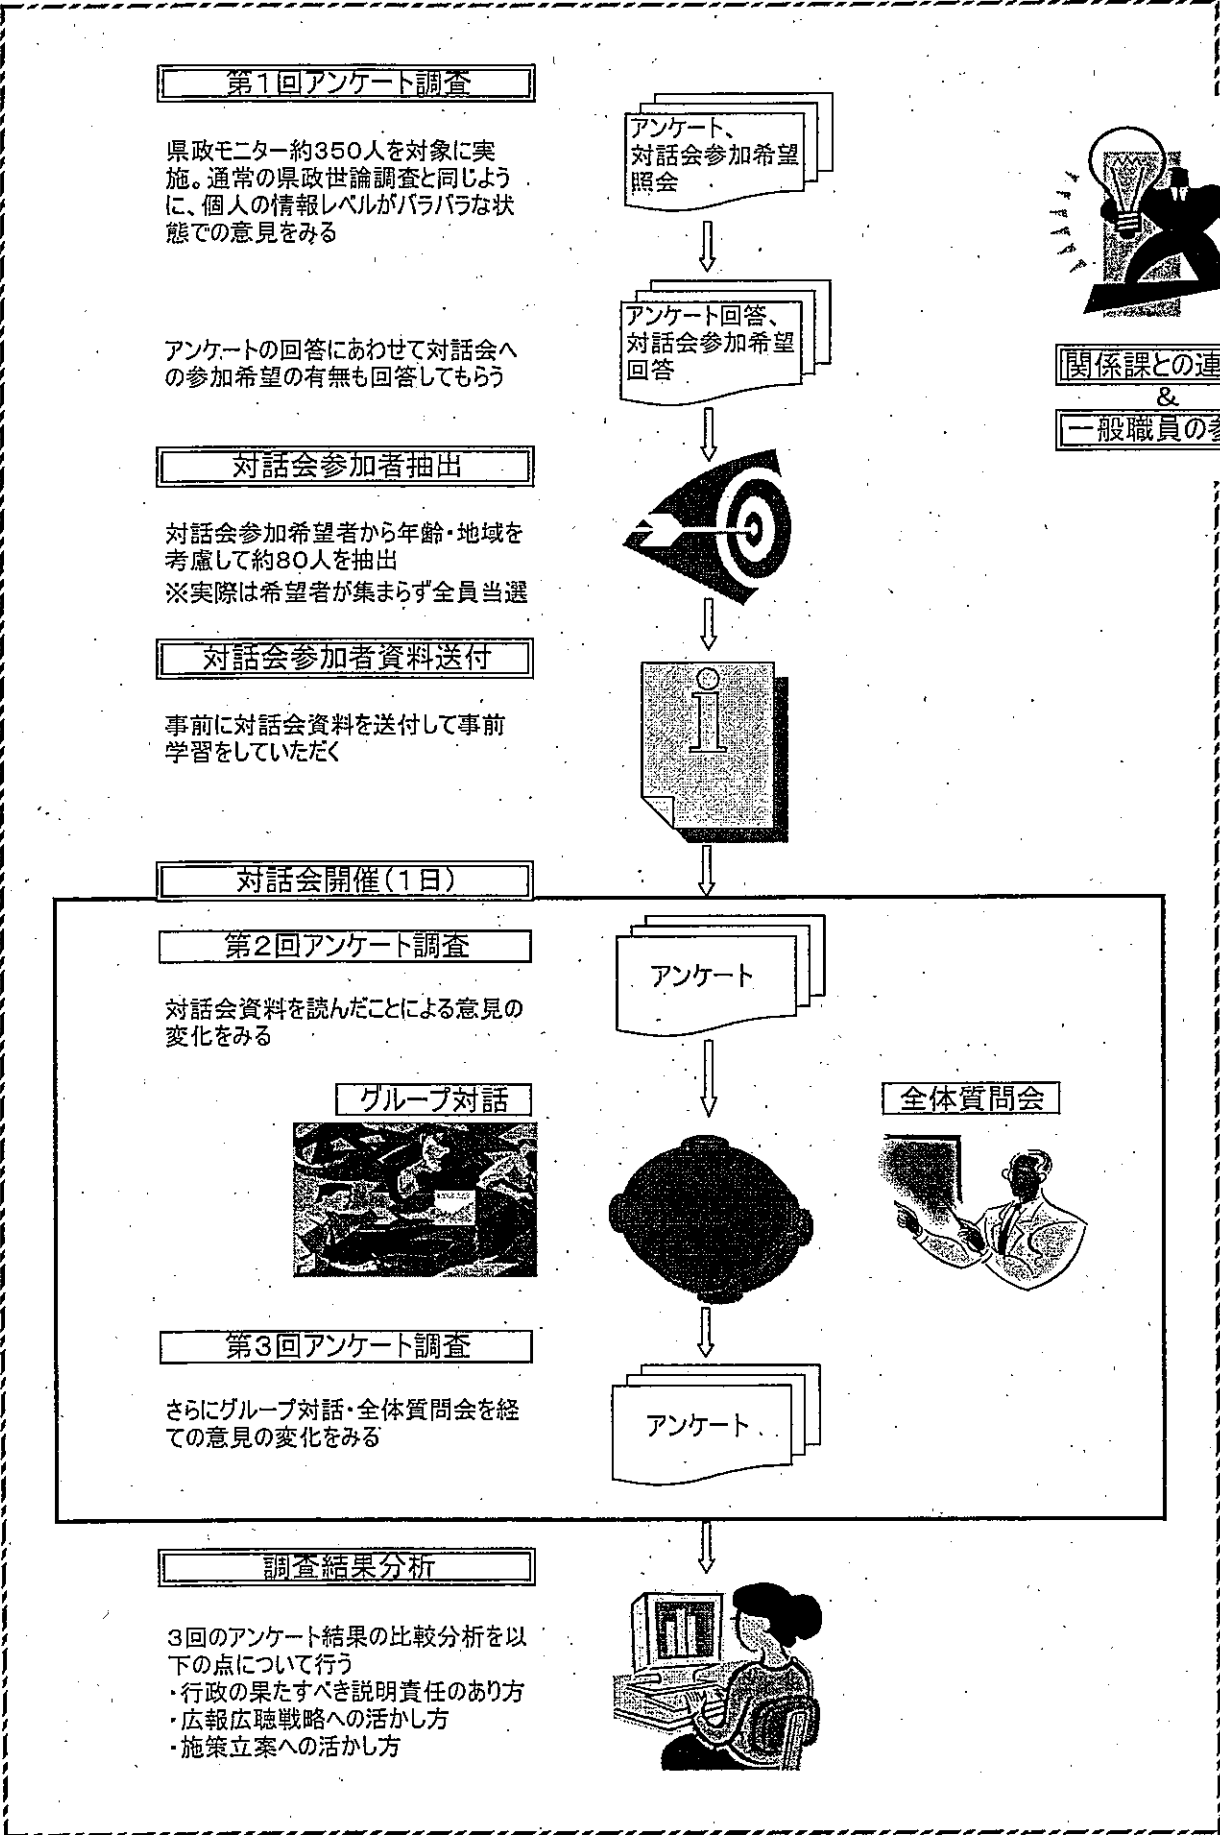 第1回アンケート調査
県政モニター約350人を対象に実
施。通常の県政世論調査と同じよう
に、個人の情報レベルがバラバラな状
態での意見をみる
アンケート、
対話会参加希望
照会
アンケートの回答にあわせて対話会へ
の参加希望の有無も回答してもらう
アンケート回答、
対話会参加希望
回答
関係課との連
&
一般職員の参
対話会参加者抽出
対話会参加希望者から年齢・地域を
考慮して約80人を抽出
※実際は希望者が集まらず全員当選
対話会参加者資料送付
事前に対話会資料を送付して事前
学習をしていただく
i
対話会開催(1日)
第2回アンケート調査
対話会資料を読んだことによる意見の
変化をみる
アンケート
グループ対話
全体質問会
第3回アンケート調査
さらにグループ対話・全体質問会を経
ての意見の変化をみる
アンケート
調査結果分析
3回のアンケート結果の比較分析を以
下の点について行う
・行政の果たすべき説明責任のあり方
・広報広聴戦略への活かし方
・施策立案への活かし方